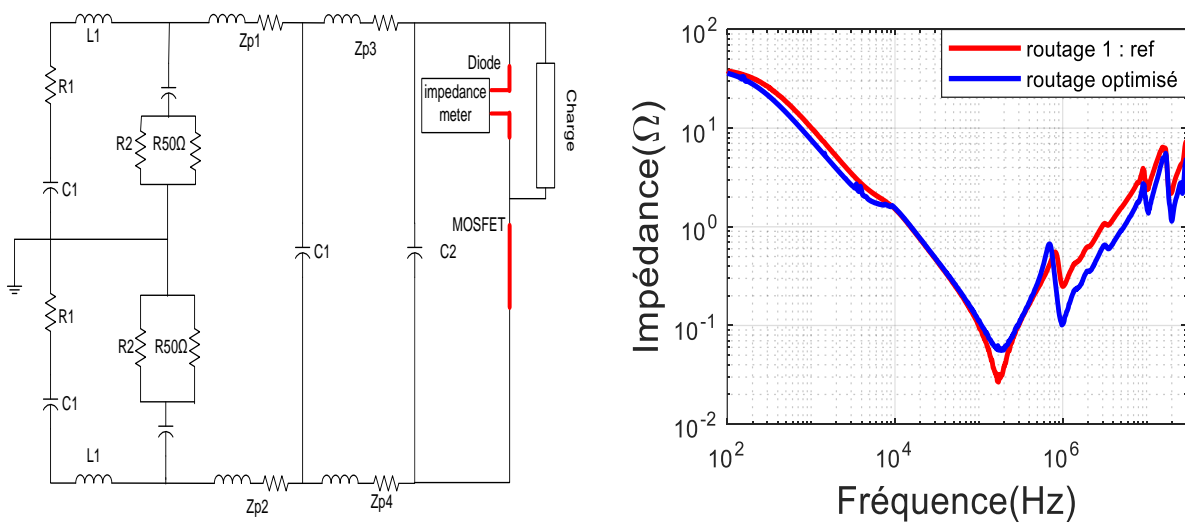 L1
Zp1
Zp3
R1
R2
R50Ω
C1
Diode
impedance
meter
Charge
MOSFET
C1
C2
R1
R2
R50Ω
C1
L1
Zp2
Zp4
10^2
10^1
10^0
10^-1
10^-2
Impédance(Ω)
routage 1 : ref
routage optimisé
10^2
10^4
10^6
Fréquence(Hz)